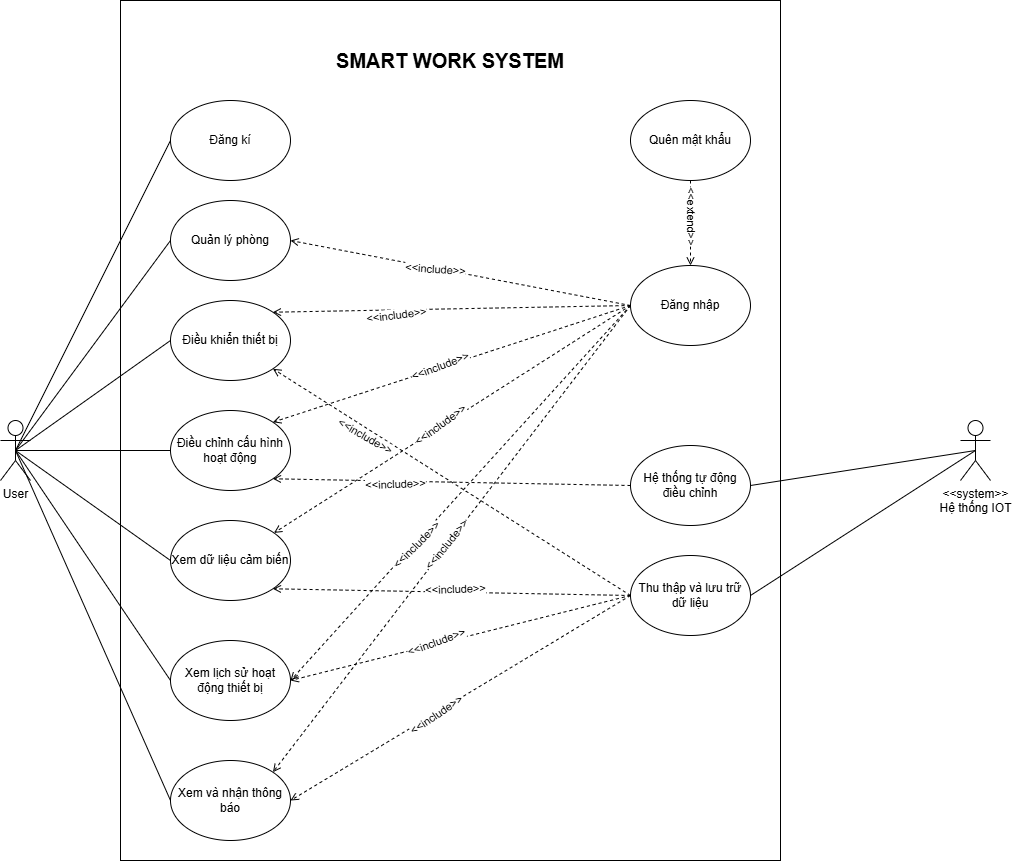 SMART WORK SYSTEM
Đăng kí
Quên mật khẩu
<<extend>>
Quản lý phòng
<<include>>
Đăng nhập
<<include>>
Điều khiển thiết bị
<<include>>
<<include>>
<<include>>
Điều chỉnh cấu hình
hoạt động
<<include>>
Hệ thống tự động
điều chỉnh
User
<<system>>
Hệ thống IOT
<<include>>
<<include>>
Xem dữ liệu cảm biến
<<include>>
Thu thập và lưu trữ
dữ liệu
<<include>>
Xem lịch sử hoạt
động thiết bị
<<include>>
Xem và nhận thông
báo